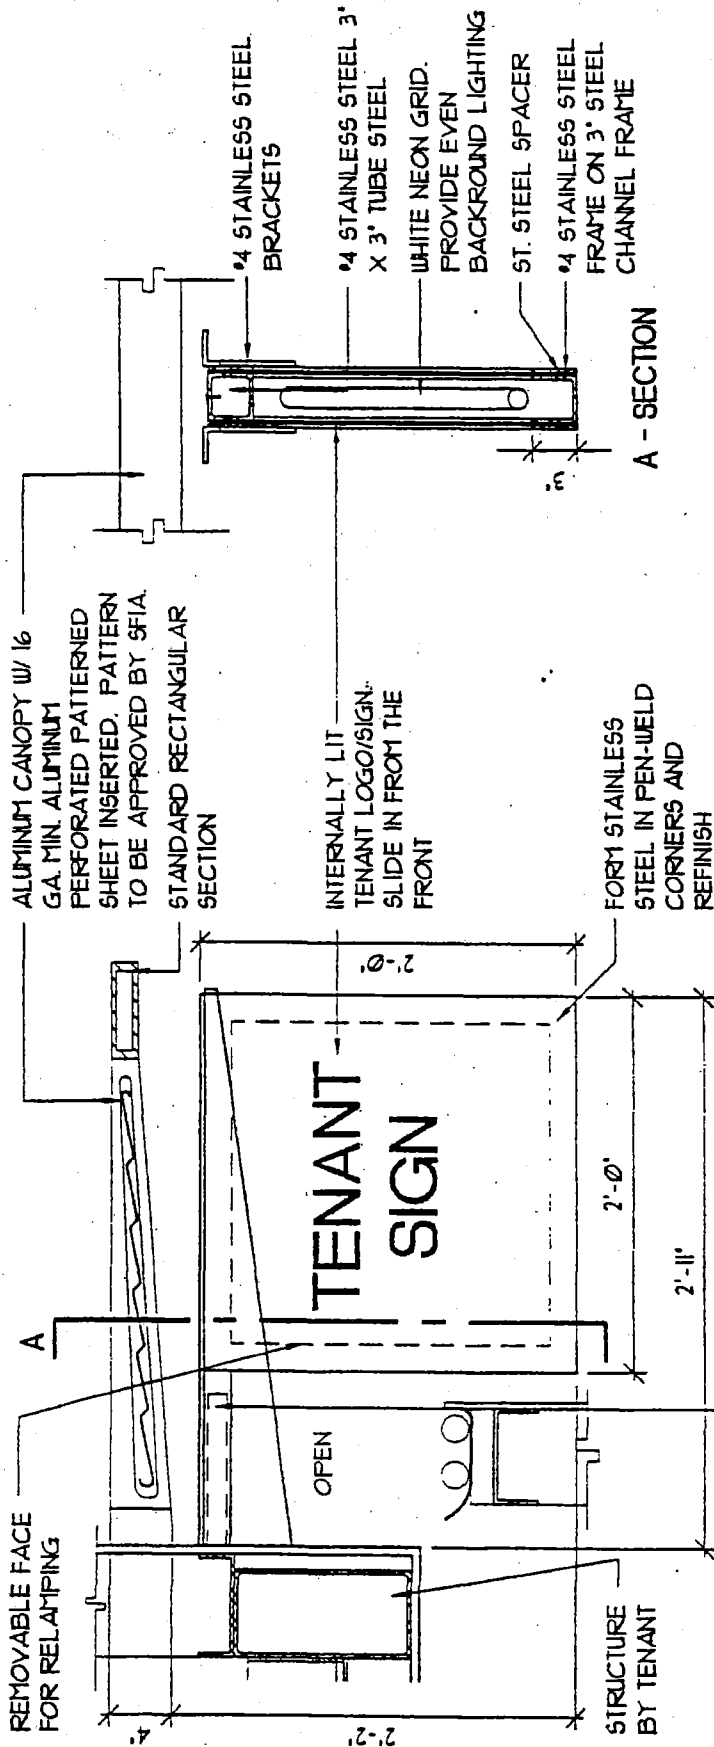 REMOVABLE FACE
FOR RELAMPING
ALUMINUM CANOPY W/ 16
GA. MIN. ALUMINUM
PERFORATED PATTERNED
SHEET INSERTED. PATTERN
TO BE APPROVED BY SFIA.
STANDARD RECTANGULAR
SECTION
#4 STAINLESS STEEL
BRACKETS
#4 STAINLESS STEEL 3"
X 3" TUBE STEEL
WHITE NEON GRID.
PROVIDE EVEN
BACKROUND LIGHTING
ST. STEEL SPACER
#4 STAINLESS STEEL
FRAME ON 3" STEEL
CHANNEL FRAME
INTERNALLY LIT
TENANT LOGO/SIGN.
SLIDE IN FROM THE
FRONT
A
4"
2'-2"
2'-0"
3"
TENANT
SIGN
OPEN
A - SECTION
FORM STAINLESS
STEEL IN PEN-WELD
CORNERS AND
REFINISH
STRUCTURE
BY TENANT
2'-0"
2'-11"